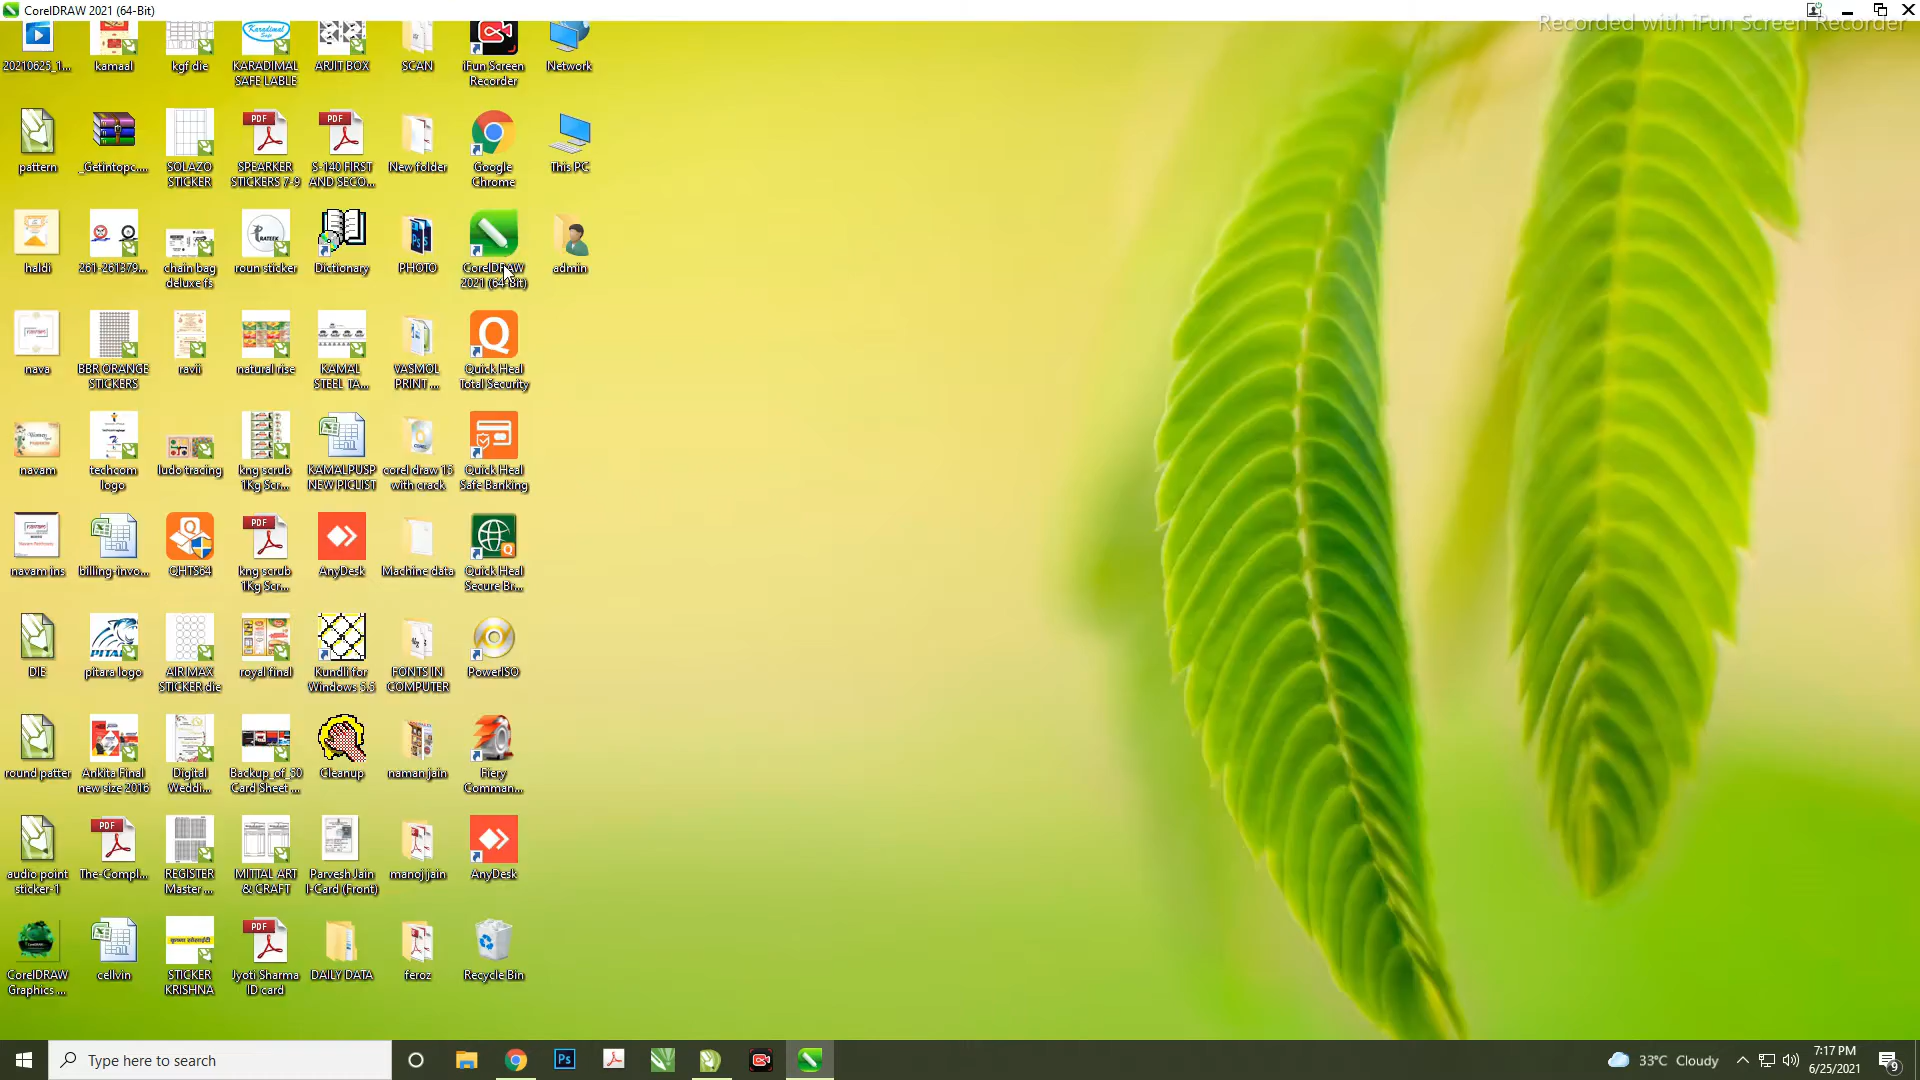 CorelDRAW 2021 (64-Bit)
Recorded with iFun Screen Recorder
20210625_1...
kamaal
kgf die
KARADIMAL
SAFE LABLE
ARJIT BOX
SCAN
iFun Screen
Recorder
Network
pattern
_Getintopc....
SOLAZO
STICKER
SPEARKER
STICKERS 7-9
S-140 FIRST
AND SECO...
New folder
Google
Chrome
This PC
haldi
261-261379...
chain bag
deluxe fs
roun sticker
Dictionary
PHOTO
CorelDRAW
2021 (64-Bit)
admin
nava
BBR ORANGE
STICKERS
ravii
natural rise
KAMAL
STEEL TA...
VASMOL
PRINT ...
Quick Heal
Total Security
navam
techcom
logo
ludo tracing
kng scrub
1Kg Scr...
KAMALPUSP
NEW PICLIST
corel draw 15
with crack
Quick Heal
Safe Banking
navam ins
billing-invo...
QHTS64
kng scrub
1Kg Scr...
AnyDesk
Machine data
Quick Heal
Secure Br...
DIE
pitara logo
AIR MAX
STICKER die
royal final
Kundli for
Windows 5.5
FONTS IN
COMPUTER
PowerISO
round patter
Ankita Final
new size 2016
Digital
Weddi...
Backup_of_50
Card Sheet ...
Cleanup
naman jain
Fiery
Comman...
audio point
sticker-1
The-Compl...
REGISTER
Master ...
MITTAL ART
& CRAFT
Parvesh Jain
I-Card (Front)
manoj jain
AnyDesk
CorelDRAW
Graphics ...
cellvin
STICKER
KRISHNA
Jyoti Sharma
ID card
DAILY DATA
feroz
Recycle Bin
Type here to search
33°C Cloudy
7:17 PM
6/25/2021
9